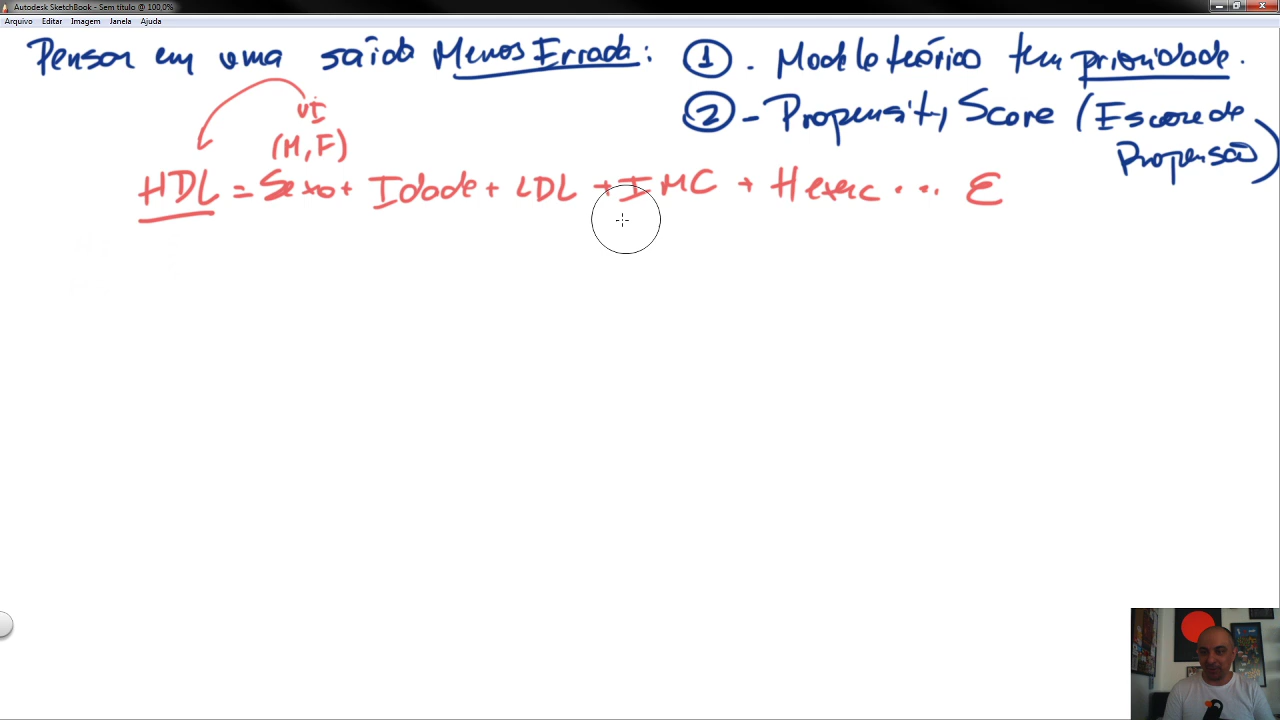 Autodesk SketchBook - Sem título @ 100,0%
Arquivo Editar Imagem Janela Ajuda
Pensar em uma saída Menos Errada: ① . Modelo teórico tem prioridade.
② - Propensity Score (Escore de Propensão)
VI
(M,F)
HDL = Sexo + Idade + LDL + IMC + Hexerc ... ε